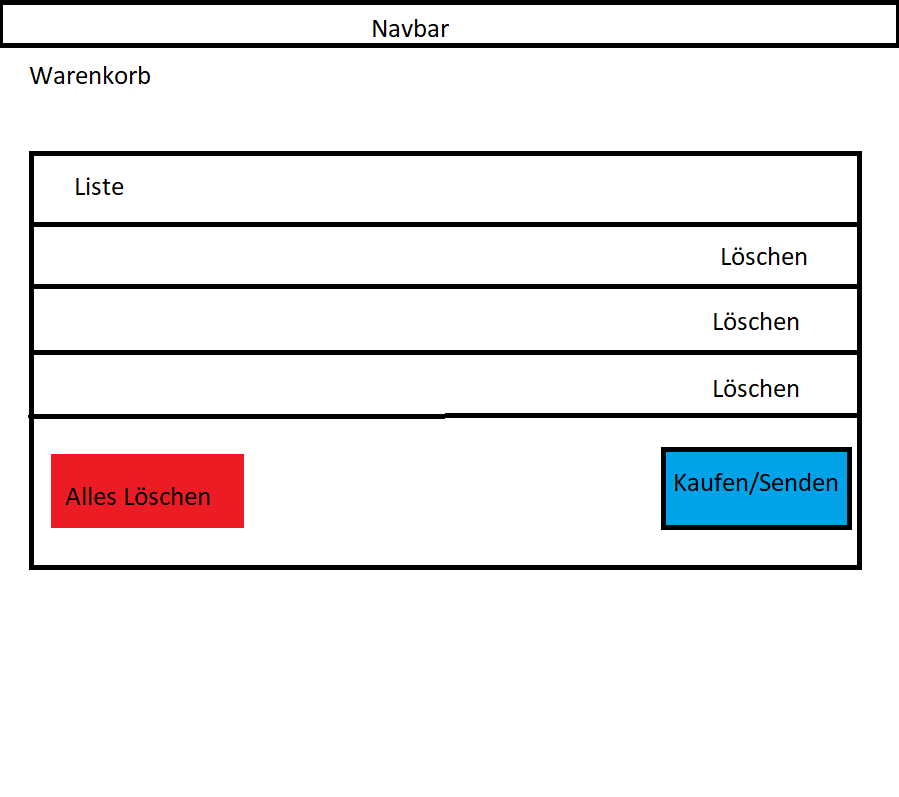 Navbar
Warenkorb
Liste
Löschen
Löschen
Löschen
Alles Löschen
Kaufen/Senden